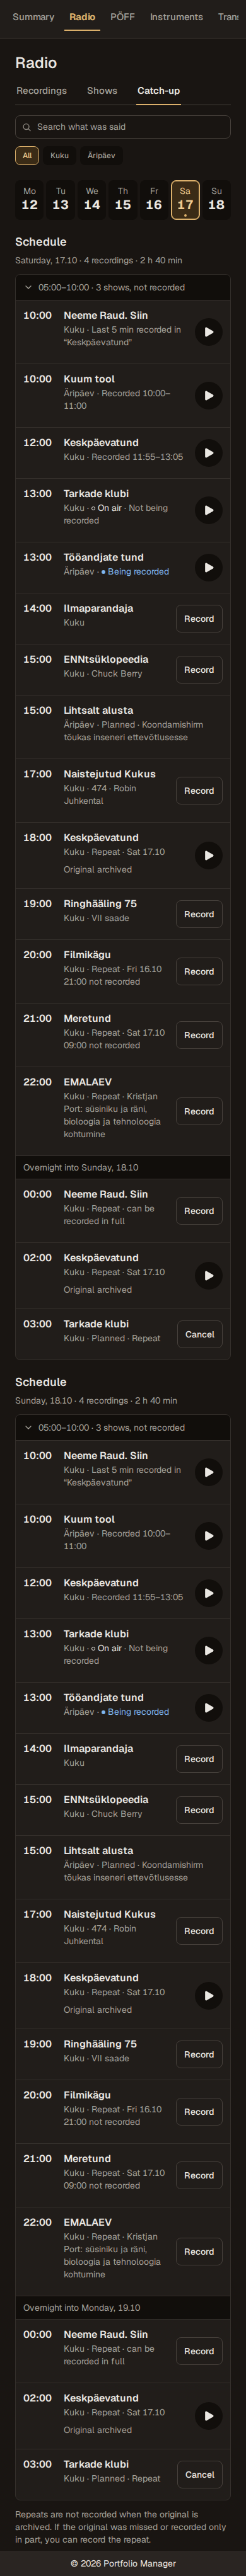 Summary Radio PÖFF Instruments
Radio
Recordings Shows Catch-up
Search what was said
All Kuku Äripäev
Mo Tu We Th Fr Sa Su
12 13 14 15 16 17 18
Schedule
Saturday, 17.10 · 4 recordings · 2 h 40 min
05:00–10:00 · 3 shows, not recorded
10:00 Neeme Raud. Siin
Kuku · Last 5 min recorded in
"Keskpäevatund"
10:00 Kuum tool
Äripäev · Recorded 10:00–
11:00
12:00 Keskpäevatund
Kuku · Recorded 11:55–13:05
13:00 Tarkade klubi
Kuku · On air · Not being
recorded
13:00 Tööandjate tund
Äripäev · Being recorded
14:00 Ilmaparandaja
Kuku
Record
15:00 ENNtsüklopeedia
Kuku · Chuck Berry
Record
15:00 Lihtsalt alusta
Äripäev · Planned · Koondamishirm
tõukas inseneri ettevõtlusesse
17:00 Naistejutud Kukus
Kuku · 474 · Robin
Juhkental
Record
18:00 Keskpäevatund
Kuku · Repeat · Sat 17.10
Original archived
19:00 Ringhääling 75
Kuku · VII saade
Record
20:00 Filmikägu
Kuku · Repeat · Fri 16.10
21:00 not recorded
Record
21:00 Meretund
Kuku · Repeat · Sat 17.10
09:00 not recorded
Record
22:00 EMALAEV
Kuku · Repeat · Kristjan
Port: süsiniku ja räni,
bioloogia ja tehnoloogia
kohtumine
Record
Overnight into Sunday, 18.10
00:00 Neeme Raud. Siin
Kuku · Repeat · can be
recorded in full
Record
02:00 Keskpäevatund
Kuku · Repeat · Sat 17.10
Original archived
03:00 Tarkade klubi
Kuku · Planned · Repeat
Cancel
Schedule
Sunday, 18.10 · 4 recordings · 2 h 40 min
05:00–10:00 · 3 shows, not recorded
10:00 Neeme Raud. Siin
Kuku · Last 5 min recorded in
"Keskpäevatund"
10:00 Kuum tool
Äripäev · Recorded 10:00–
11:00
12:00 Keskpäevatund
Kuku · Recorded 11:55–13:05
13:00 Tarkade klubi
Kuku · On air · Not being
recorded
13:00 Tööandjate tund
Äripäev · Being recorded
14:00 Ilmaparandaja
Kuku
Record
15:00 ENNtsüklopeedia
Kuku · Chuck Berry
Record
15:00 Lihtsalt alusta
Äripäev · Planned · Koondamishirm
tõukas inseneri ettevõtlusesse
17:00 Naistejutud Kukus
Kuku · 474 · Robin
Juhkental
Record
18:00 Keskpäevatund
Kuku · Repeat · Sat 17.10
Original archived
19:00 Ringhääling 75
Kuku · VII saade
Record
20:00 Filmikägu
Kuku · Repeat · Fri 16.10
21:00 not recorded
Record
21:00 Meretund
Kuku · Repeat · Sat 17.10
09:00 not recorded
Record
22:00 EMALAEV
Kuku · Repeat · Kristjan
Port: süsiniku ja räni,
bioloogia ja tehnoloogia
kohtumine
Record
Overnight into Monday, 19.10
00:00 Neeme Raud. Siin
Kuku · Repeat · can be
recorded in full
Record
02:00 Keskpäevatund
Kuku · Repeat · Sat 17.10
Original archived
03:00 Tarkade klubi
Kuku · Planned · Repeat
Cancel
Repeats are not recorded when the original is
archived. If the original was missed or recorded only
in part, you can record the repeat.
© 2026 Portfolio Manager